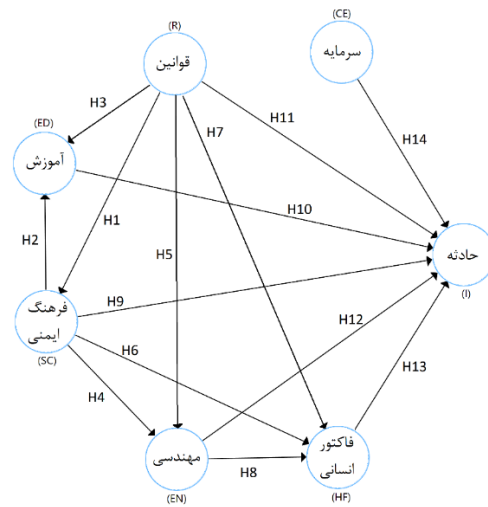 (CE)
سرمایه
(R)
قوانین
H3
H11
H7
H14
(ED)
آموزش
H10
H1
H2
H5
حادثه
(I)
H9
فرهنگ
ایمنی
(SC)
H12
H6
H13
H4
مهندسی
(EN)
H8
فاکتور
انسانی
(HF)